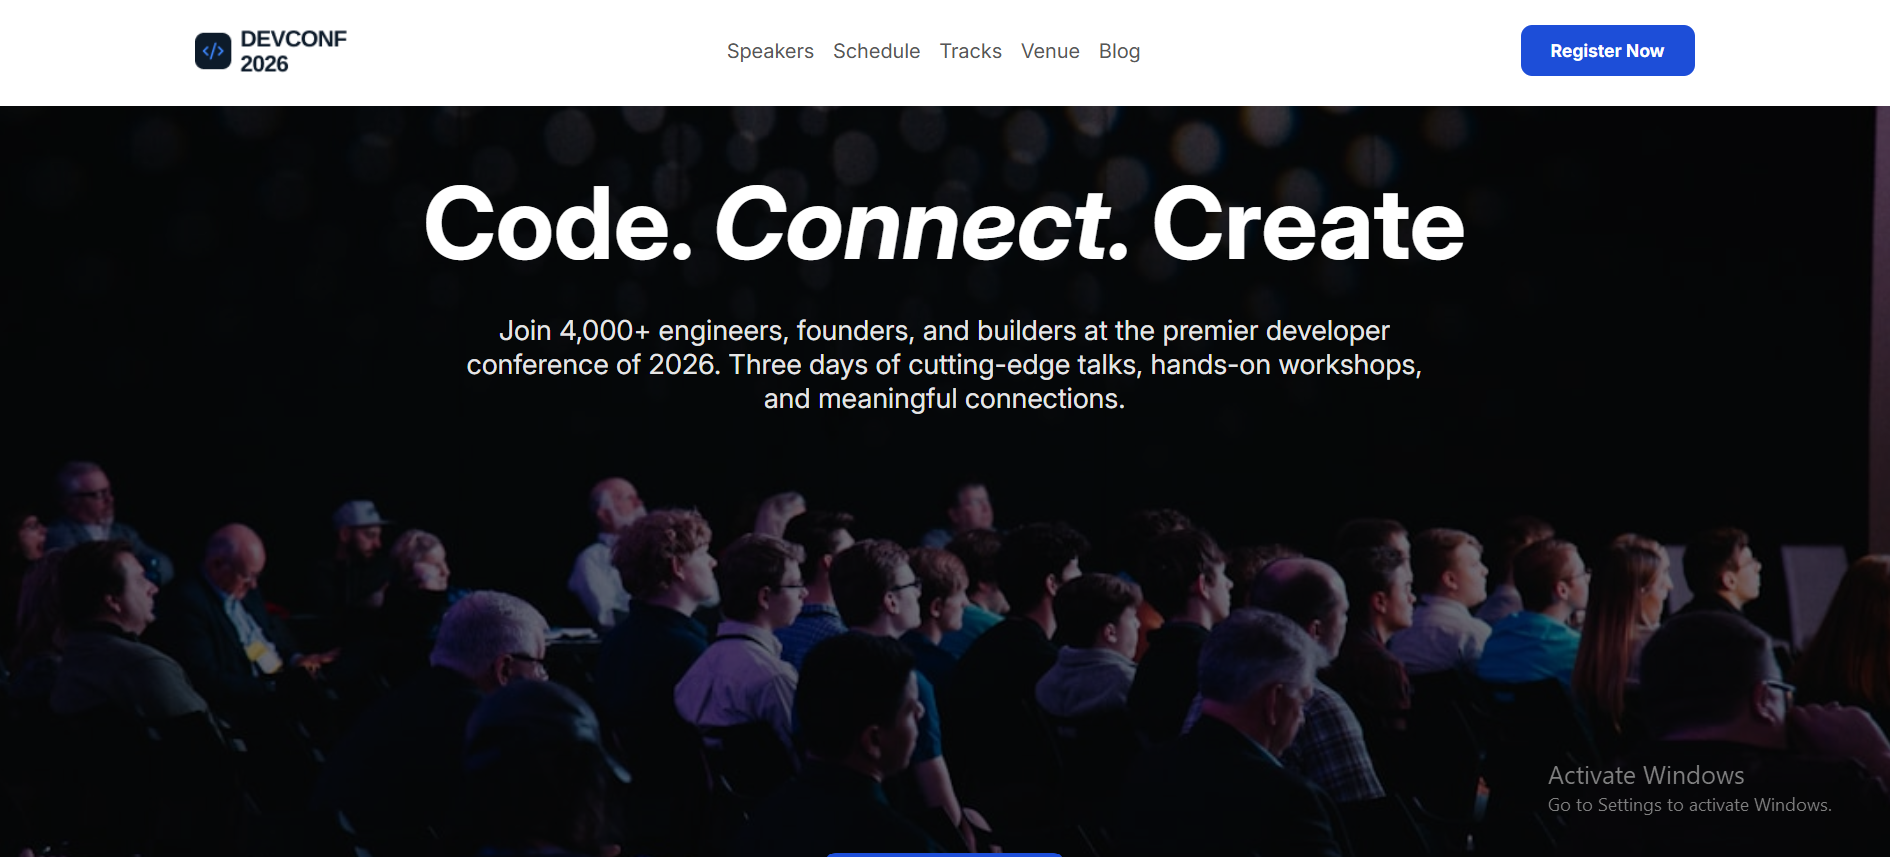 </>
DEVCONF
2026
Speakers Schedule Tracks Venue Blog
Register Now
Code. Connect. Create
Join 4,000+ engineers, founders, and builders at the premier developer
conference of 2026. Three days of cutting-edge talks, hands-on workshops,
and meaningful connections.
Activate Windows
Go to Settings to activate Windows.